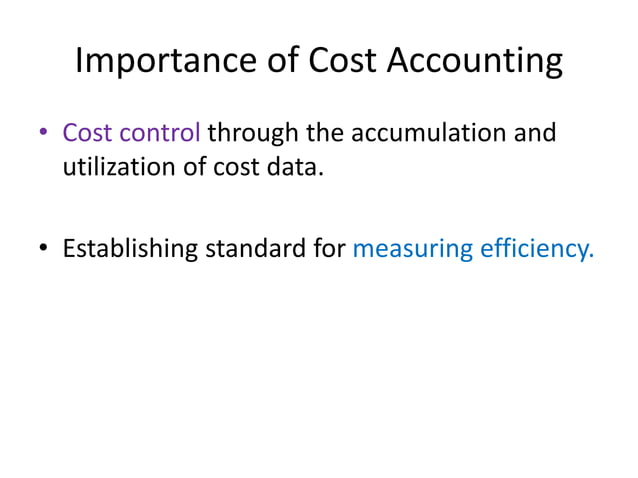 Importance of Cost Accounting
• Cost control through the accumulation and
utilization of cost data.
• Establishing standard for measuring efficiency.